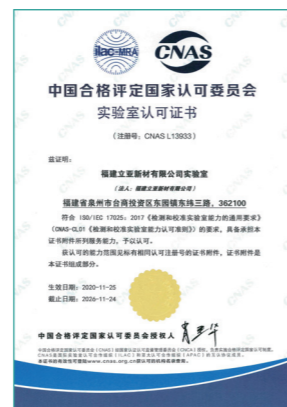 ilac-MRA
CNAS
中国合格评定国家认可委员会
实验室认可证书
(注册号：CNAS L13933)
兹证明：
福建立亚新材有限公司实验室
(法人：福建立亚新材有限公司)
福建省泉州市台商投资区东园镇东纬三路，362100
符合 ISO/IEC 17025：2017《检测和校准实验室能力的通用要求》
(CNAS-CL01《检测和校准实验室能力认可准则》)的要求，具备承担本
证书附件所列服务能力，予以认可。
获认可的能力范围见标有相同认可注册号的证书附件，证书附件是
本证书组成部分。
生效日期：2020-11-25
截止日期：2026-11-24
中国合格评定国家认可委员会授权人